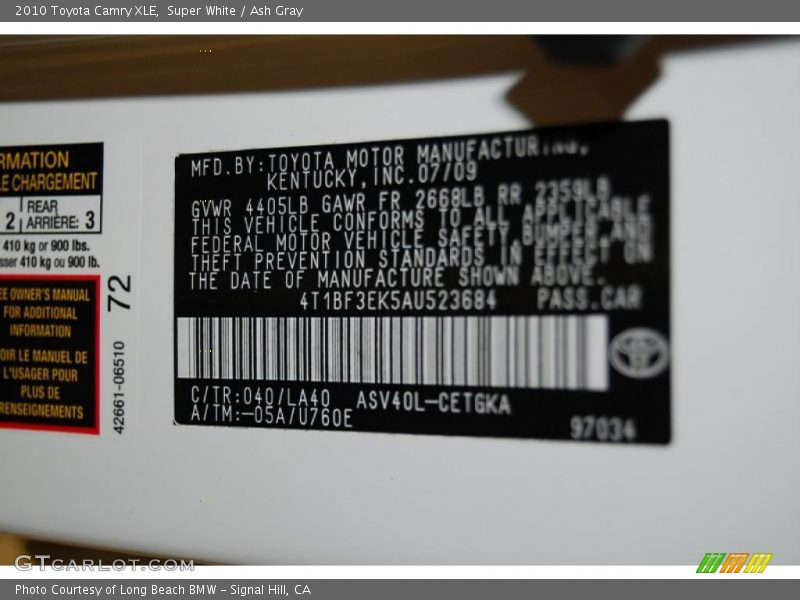 2010 Toyota Camry XLE,  Super White / Ash Gray
RMATION
LE CHARGEMENT
2 REAR ARRIÈRE: 3
410 kg or 900 lbs.
sser 410 kg ou 900 lb.
EE OWNER'S MANUAL
FOR ADDITIONAL
INFORMATION
OIR LE MANUEL DE
L'USAGER POUR
PLUS DE
RENSEIGNEMENTS
42661-06510 72
MFD.BY:TOYOTA MOTOR MANUFACTURING,
KENTUCKY,INC.07/09
GVWR 4405LB GAWR FR 2668LB RR 2359LB
THIS VEHICLE CONFORMS TO ALL APPLICABLE
FEDERAL MOTOR VEHICLE SAFETY,BUMPER,AND
THEFT PREVENTION STANDARDS IN EFFECT ON
THE DATE OF MANUFACTURE SHOWN ABOVE.
4T1BF3EK5AU523684 PASS.CAR
C/TR:040/LA40 ASV40L-CETGKA
A/TM:-05A/U760E
97034
GTCARLOT.COM
Photo Courtesy of Long Beach BMW - Signal Hill, CA